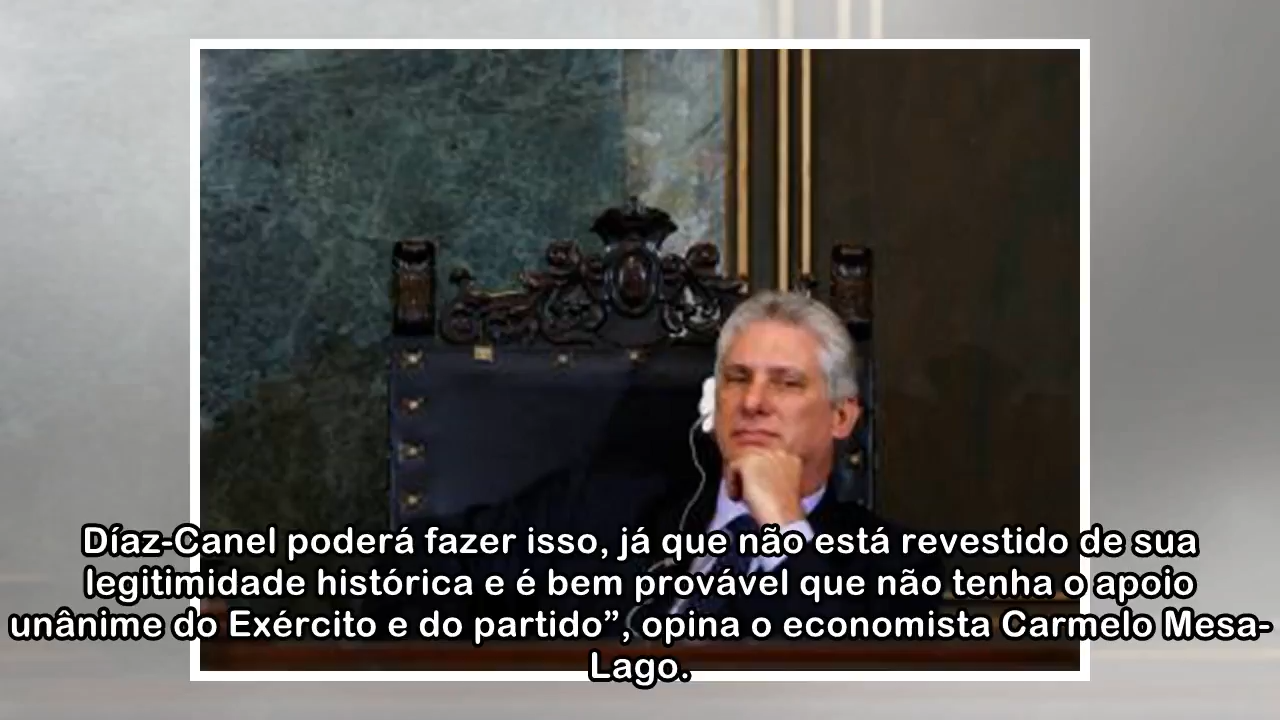 Díaz-Canel poderá fazer isso, já que não está revestido de sua
legitimidade histórica e é bem provável que não tenha o apoio
unânime do Exército e do partido”, opina o economista Carmelo Mesa-
Lago.